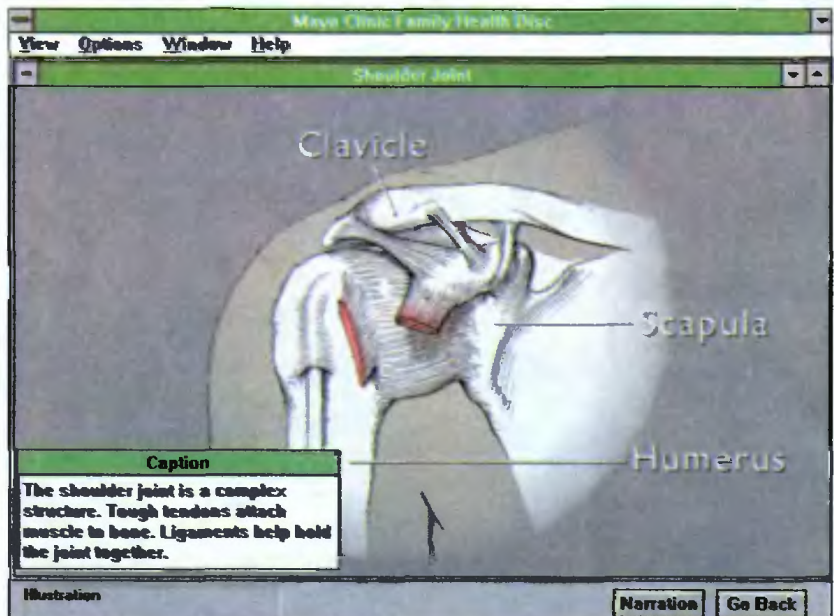 Mayo Clinic Family Health Disc
View Options Window Help
Shoulder Joint
Clavicle
Scapula
Humerus
Caption
The shoulder joint is a complex
structure. Tough tendons attach
muscle to bone. Ligaments help hold
the joint together.
Illustration
Narration Go Back